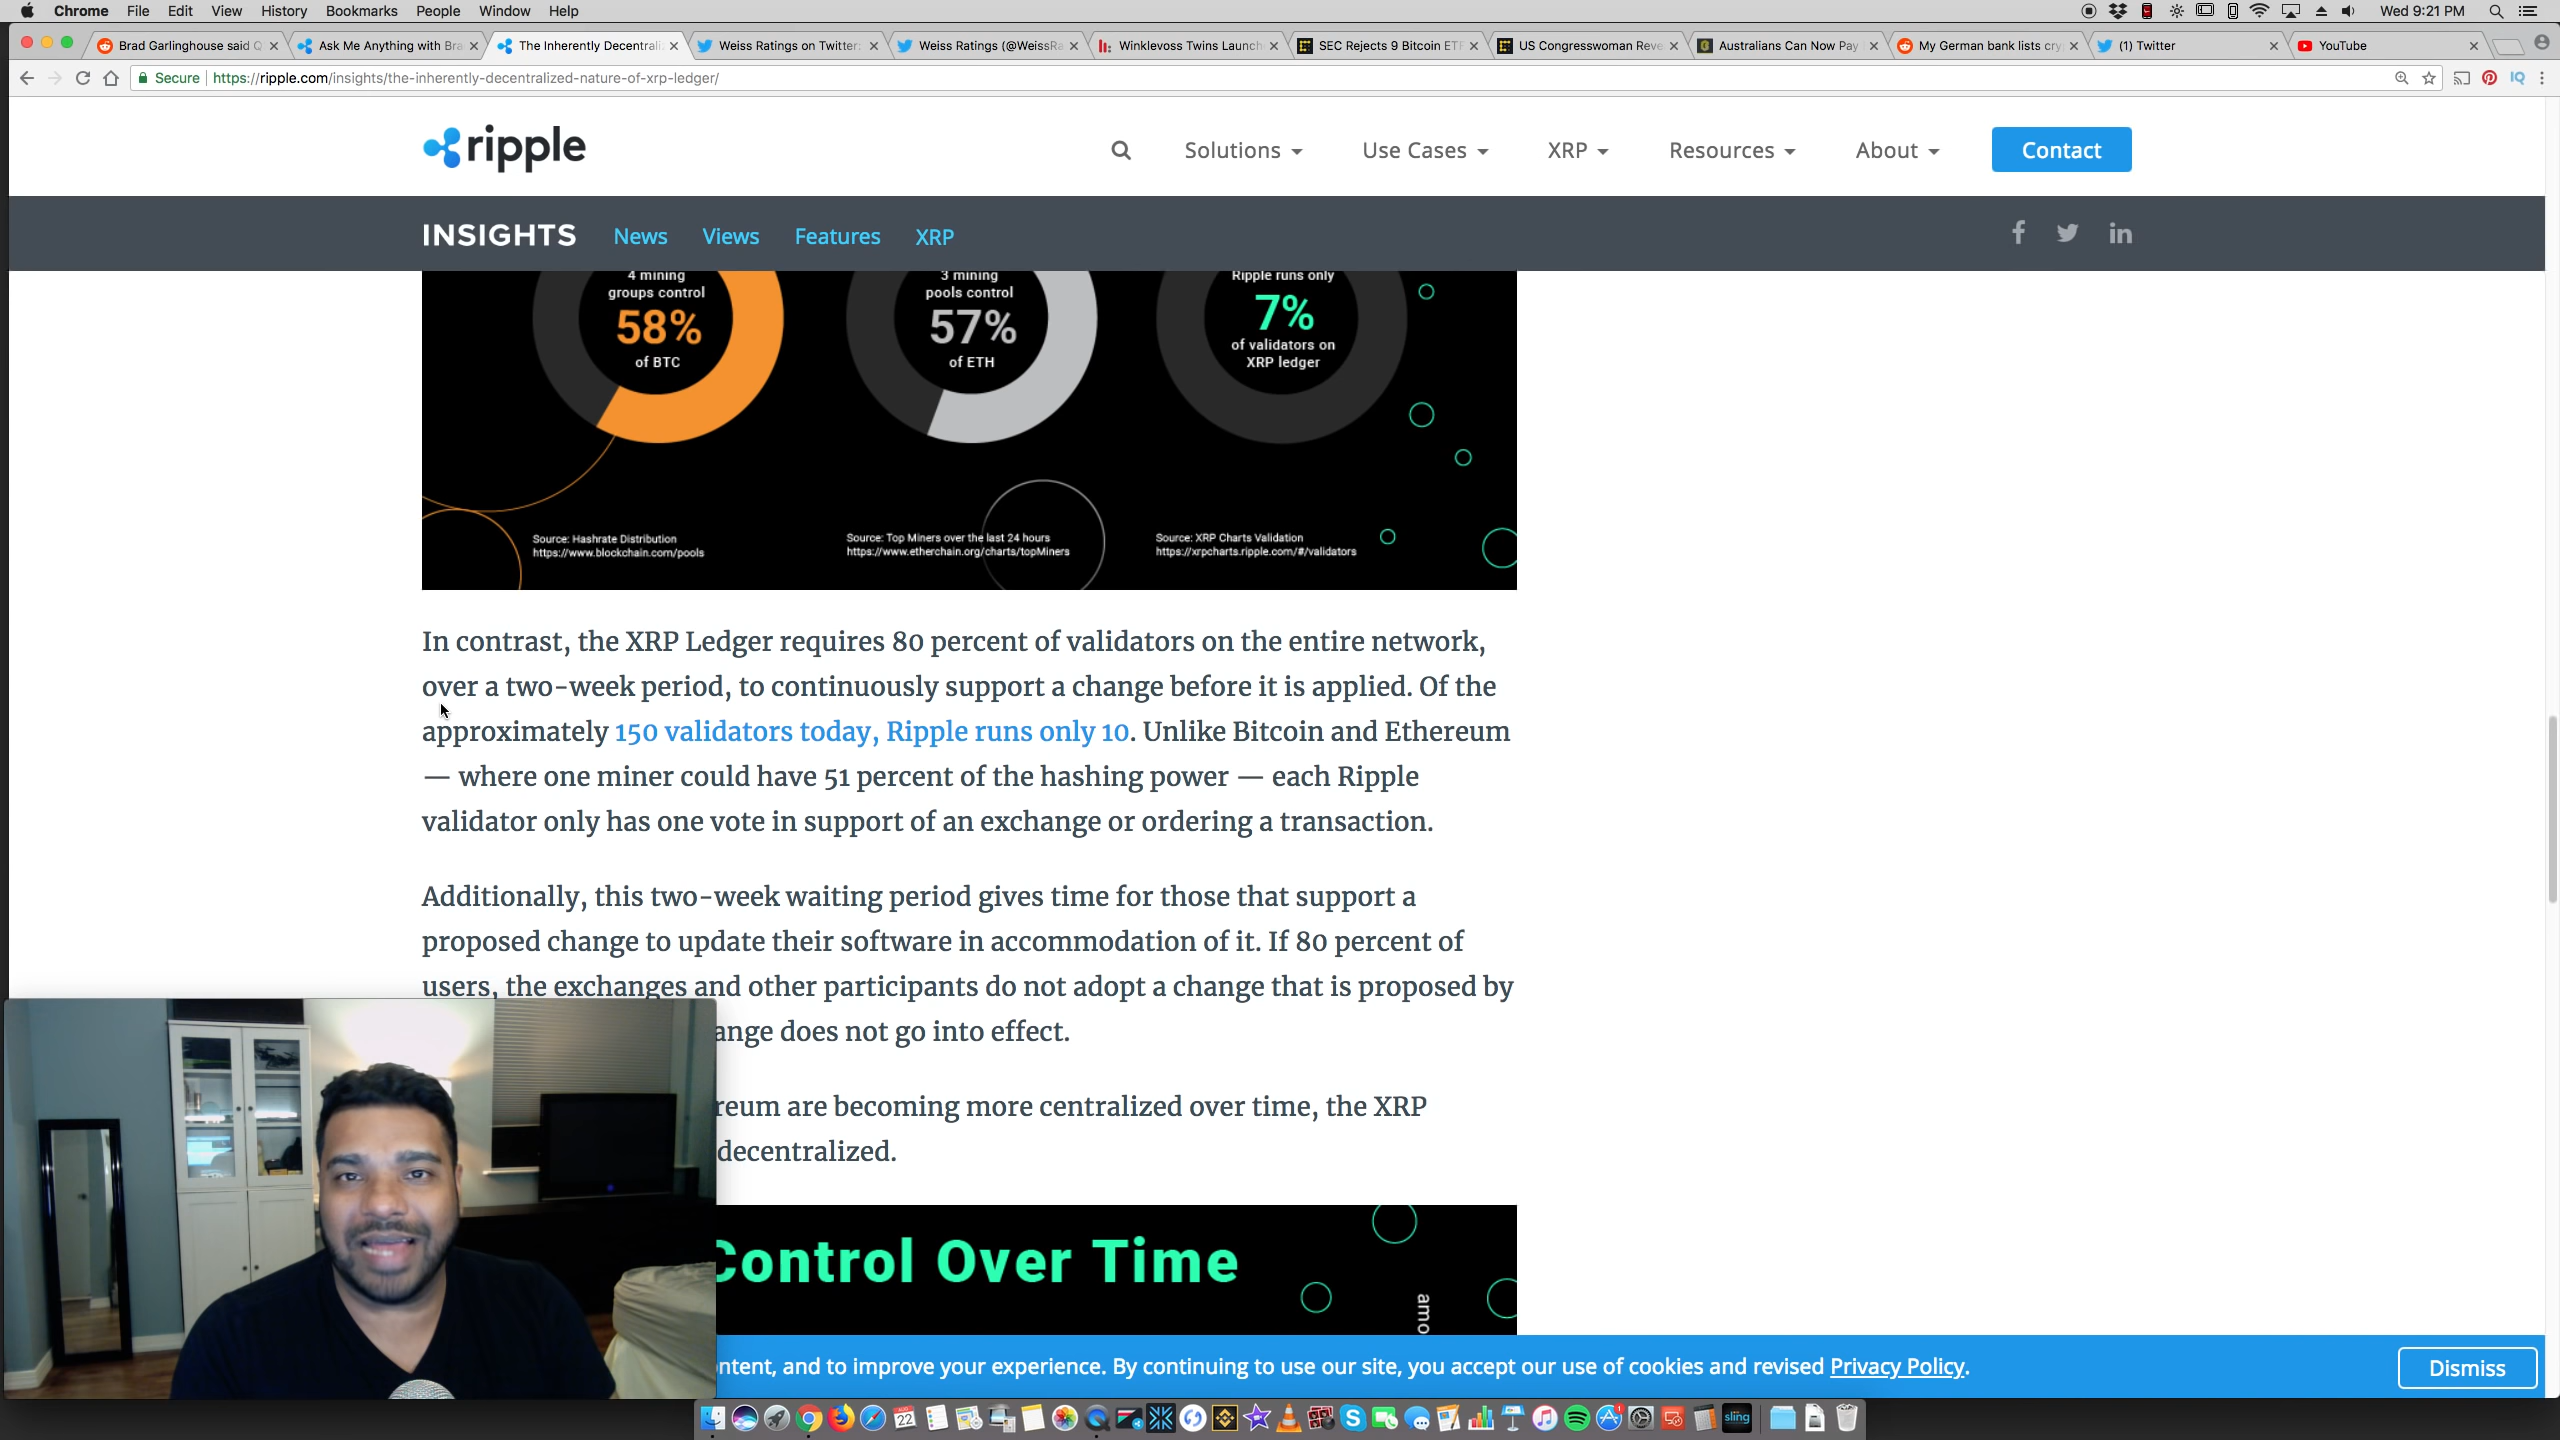 Chrome File Edit View History Bookmarks People Window Help Wed 9:21 PM
Brad Garlinghouse said Ask Me Anything with Bra The Inherently Decentrali Weiss Ratings on Twitter: Weiss Ratings (@WeissRa Winklevoss Twins Launch SEC Rejects 9 Bitcoin ETF US Congresswoman Reve Australians Can Now Pay My German bank lists cry (1) Twitter YouTube
Secure https://ripple.com/insights/the-inherently-decentralized-nature-of-xrp-ledger/
ripple Solutions Use Cases XRP Resources About Contact
INSIGHTS News Views Features XRP
4 mining
groups control
58%
of BTC
3 mining
pools control
57%
of ETH
Ripple runs only
7%
of validators on
XRP ledger
Source: Hashrate Distribution
https://www.blockchain.com/pools
Source: Top Miners over the last 24 hours
https://www.etherchain.org/charts/topMiners
Source: XRP Charts Validation
https://xrpcharts.ripple.com/#/validators
In contrast, the XRP Ledger requires 80 percent of validators on the entire network,
over a two-week period, to continuously support a change before it is applied. Of the
approximately 150 validators today, Ripple runs only 10. Unlike Bitcoin and Ethereum
— where one miner could have 51 percent of the hashing power — each Ripple
validator only has one vote in support of an exchange or ordering a transaction.
Additionally, this two-week waiting period gives time for those that support a
proposed change to update their software in accommodation of it. If 80 percent of
users, the exchanges and other participants do not adopt a change that is proposed by
ange does not go into effect.
reum are becoming more centralized over time, the XRP
decentralized.
Control Over Time
amo
ntent, and to improve your experience. By continuing to use our site, you accept our use of cookies and revised Privacy Policy. Dismiss
AUG
22
sling